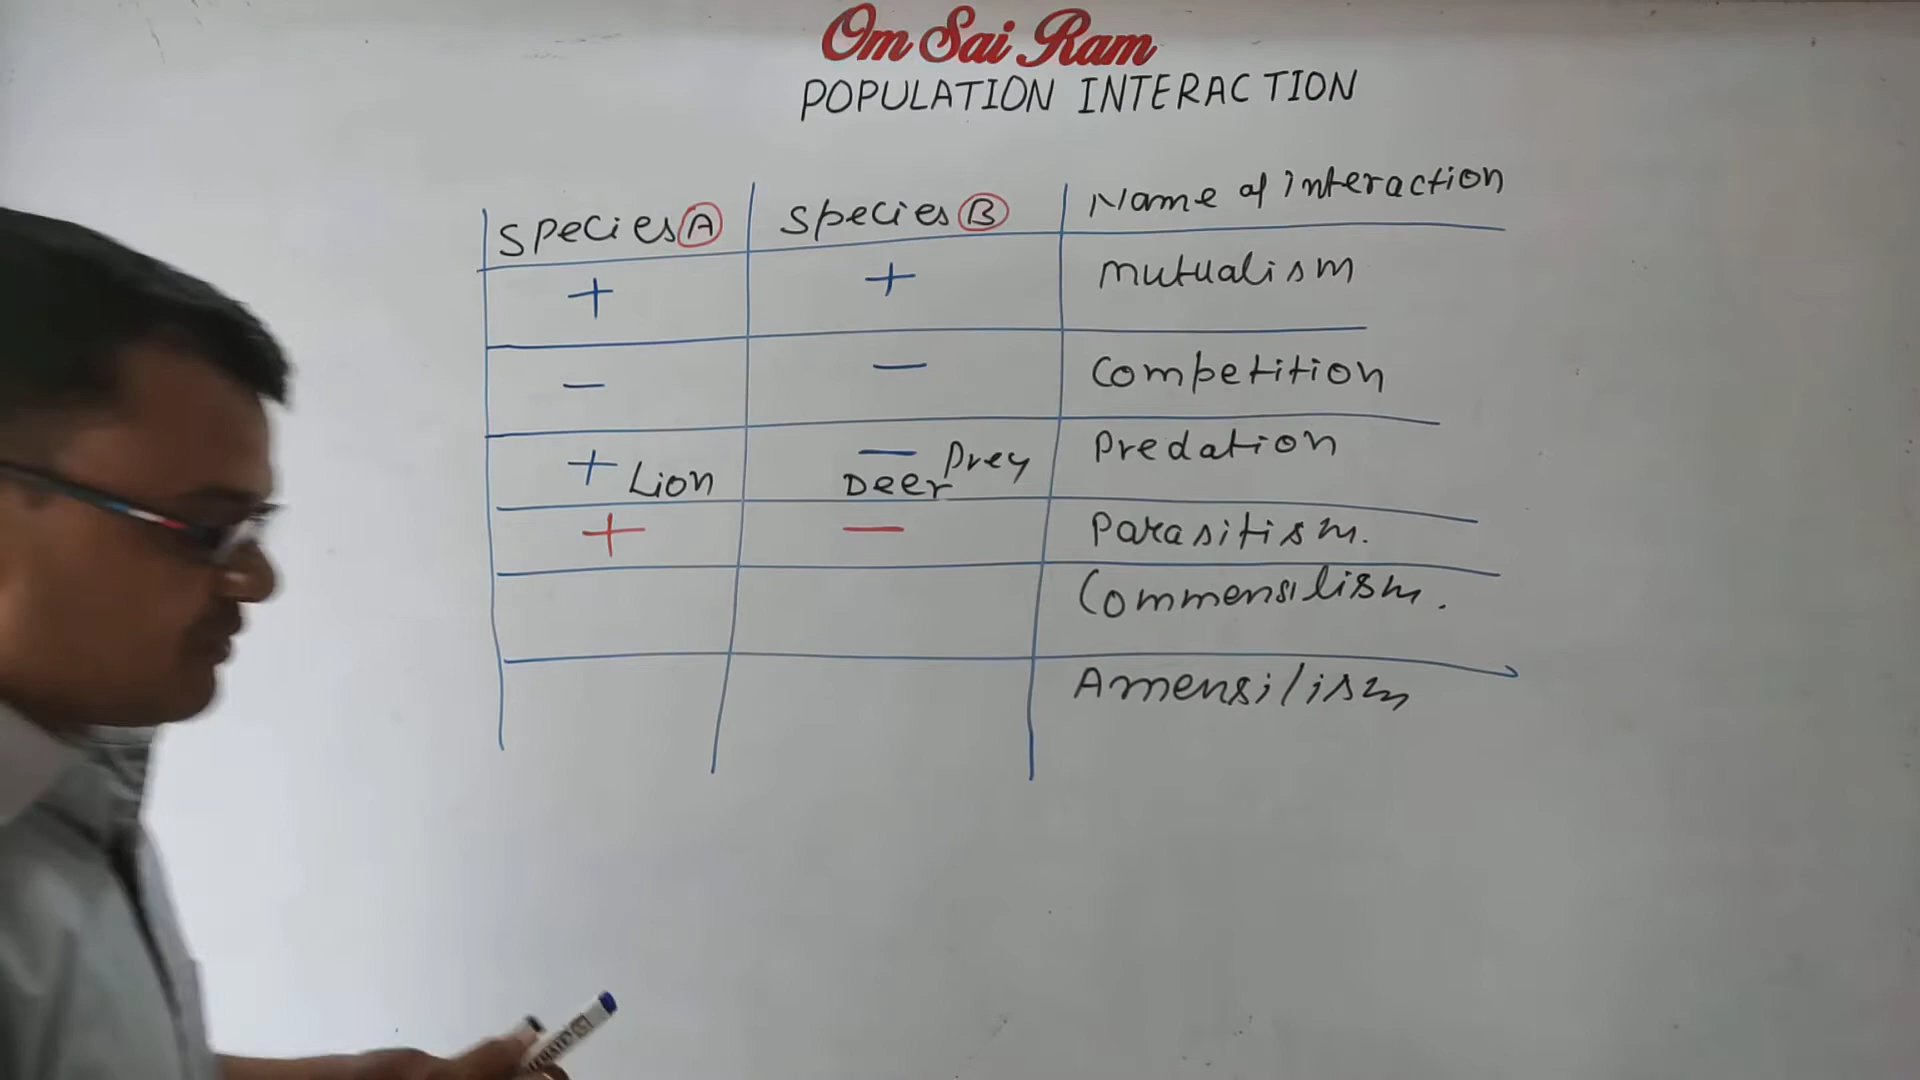 Om Sai Ram
POPULATION INTERACTION
Species A Species B Name of interaction
+ + mutualism
— — Competition
+ Lion — Deer Prey Predation
+ — Parasitism.
Commensilism.
Amensilism